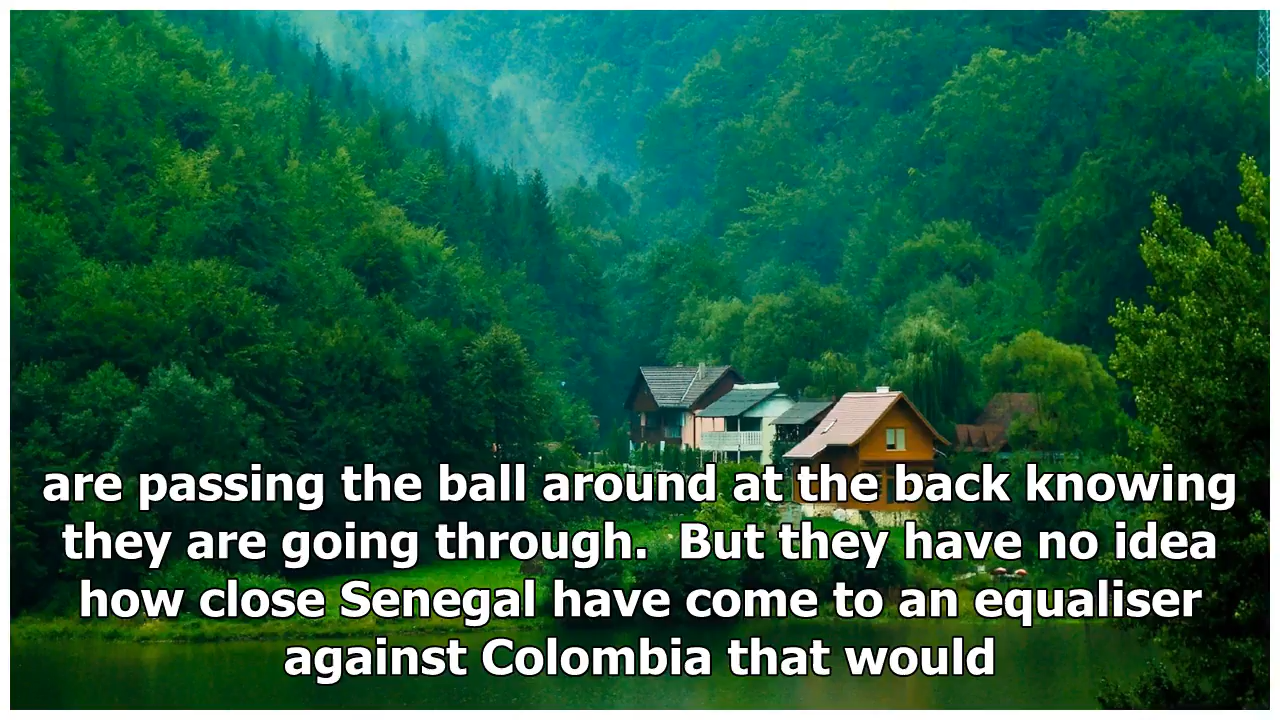 are passing the ball around at the back knowing
they are going through.  But they have no idea
how close Senegal have come to an equaliser
against Colombia that would